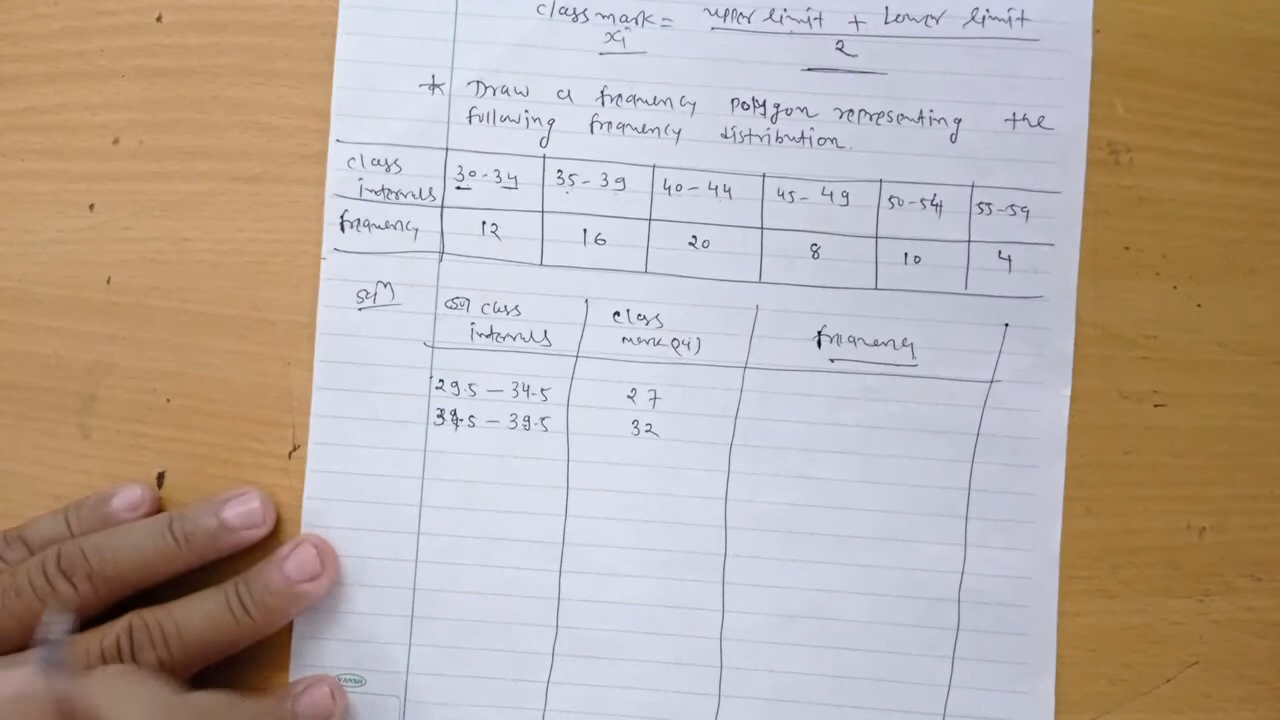 class mark = upper limit + Lower limit
xi 2
* Draw a frequency polygon representing the
following frequency distribution.
class intervals 30-34 35-39 40-44 45-49 50-54 55-59
frequency 12 16 20 8 10 4
class intervals class mark(xi) frequency
29.5 - 34.5 27
34.5 - 39.5 32
VANSH